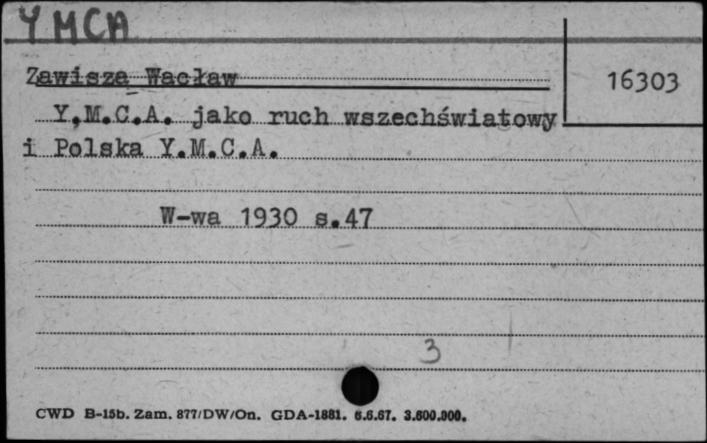 YMCA
Zawisza Wacław
16303
Y.M.C.A. jako ruch wszechświatowy
i Polska Y.M.C.A.
W-wa 1930 s.47
3
CWD B-15b. Zam. 877/DW/On. GDA-1881. 6.6.67. 3.600.000.